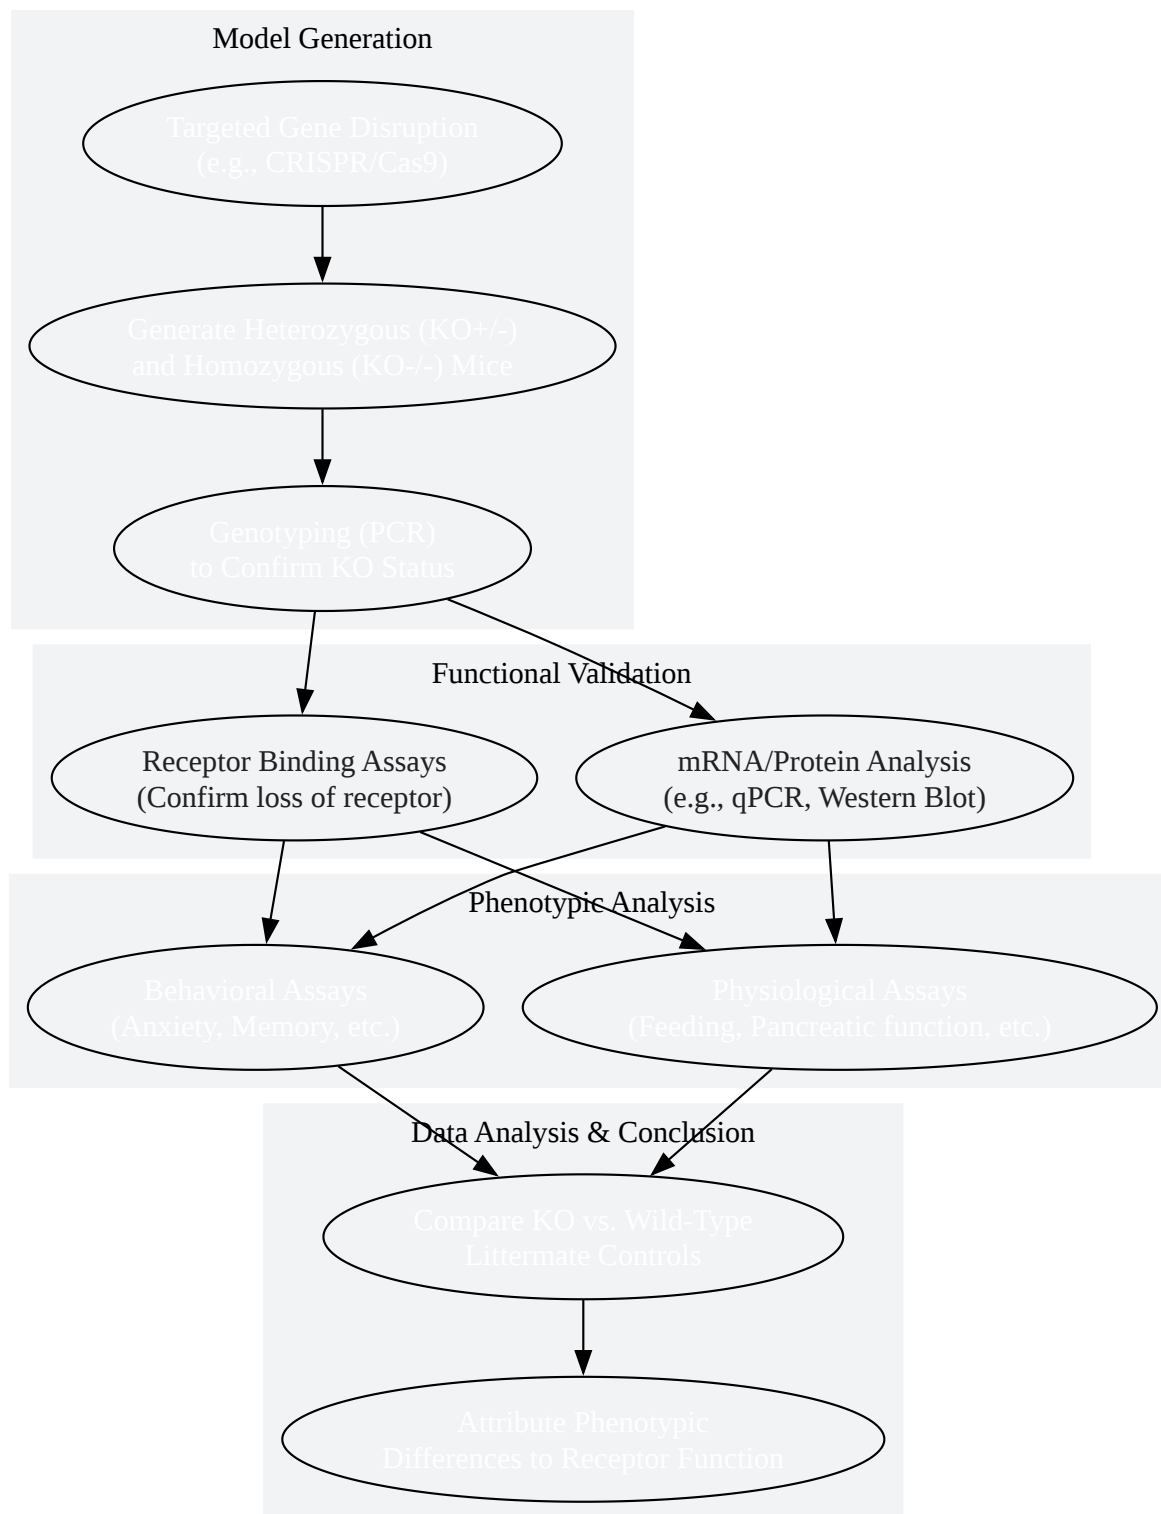 Model Generation
Targeted Gene Disruption
(e.g., CRISPR/Cas9)
Generate Heterozygous (KO+/-)
and Homozygous (KO-/-) Mice
Genotyping (PCR)
to Confirm KO Status
Functional Validation
Receptor Binding Assays
(Confirm loss of receptor)
mRNA/Protein Analysis
(e.g., qPCR, Western Blot)
Phenotypic Analysis
Behavioral Assays
(Anxiety, Memory, etc.)
Physiological Assays
(Feeding, Pancreatic function, etc.)
Data Analysis & Conclusion
Compare KO vs. Wild-Type
Littermate Controls
Attribute Phenotypic
Differences to Receptor Function